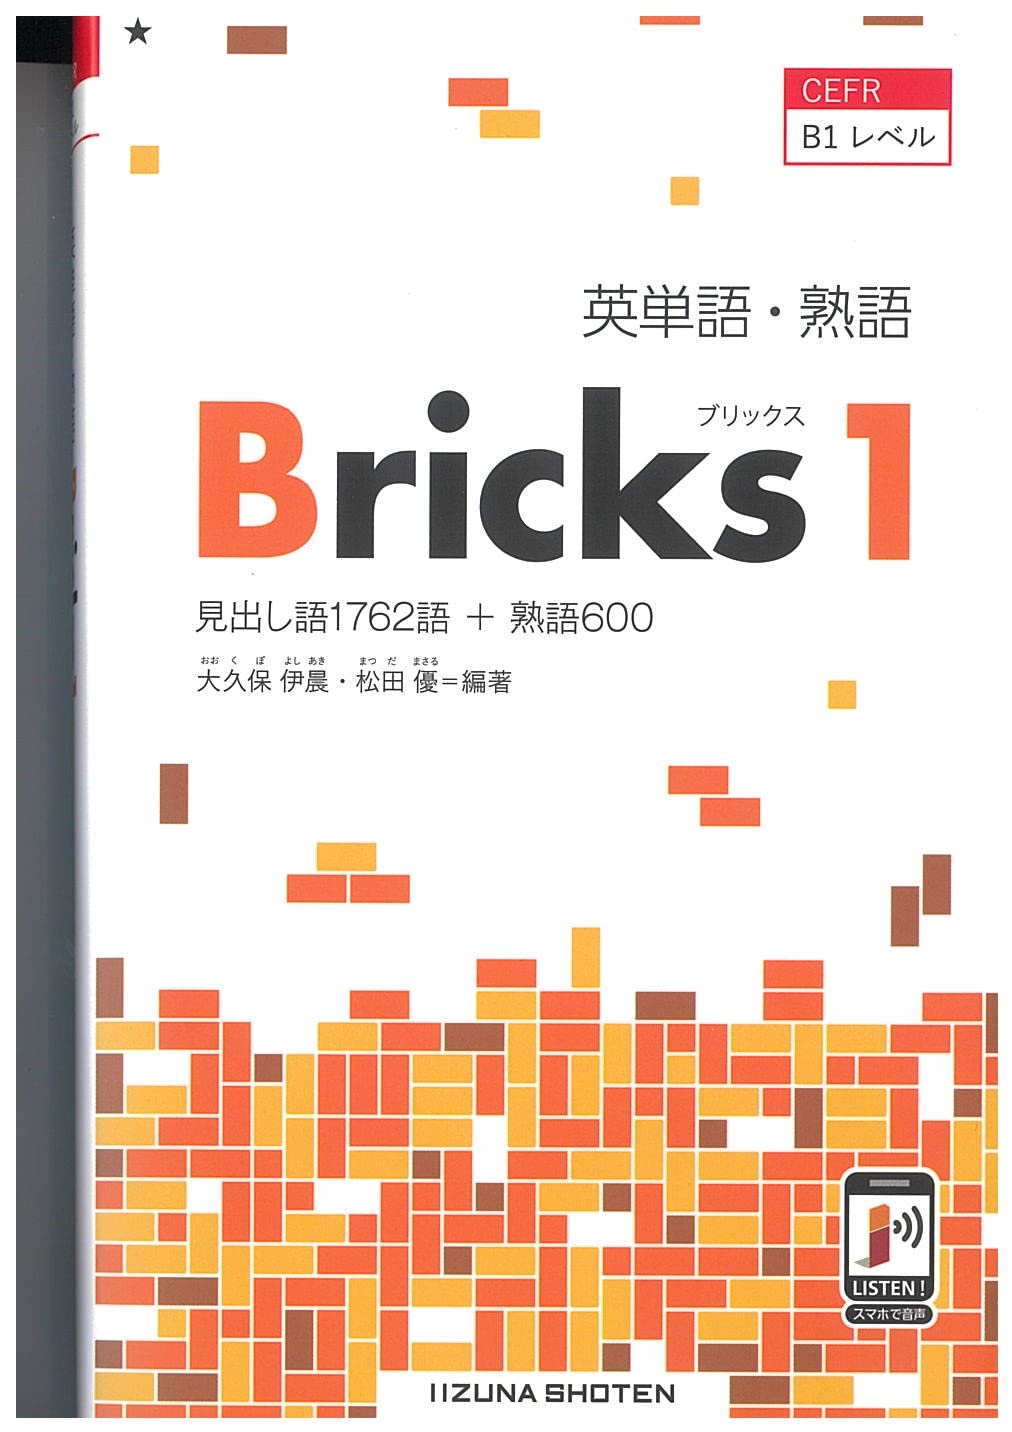 ★
CEFR
B1 レベル
英単語・熟語
ブリックス
Bricks 1
見出し語1762語 + 熟語600
おお く ぼ よし あき まつ だ まさる
大久保 伊晨・松田 優＝編著
LISTEN!
スマホで音声
IIZUNA SHOTEN